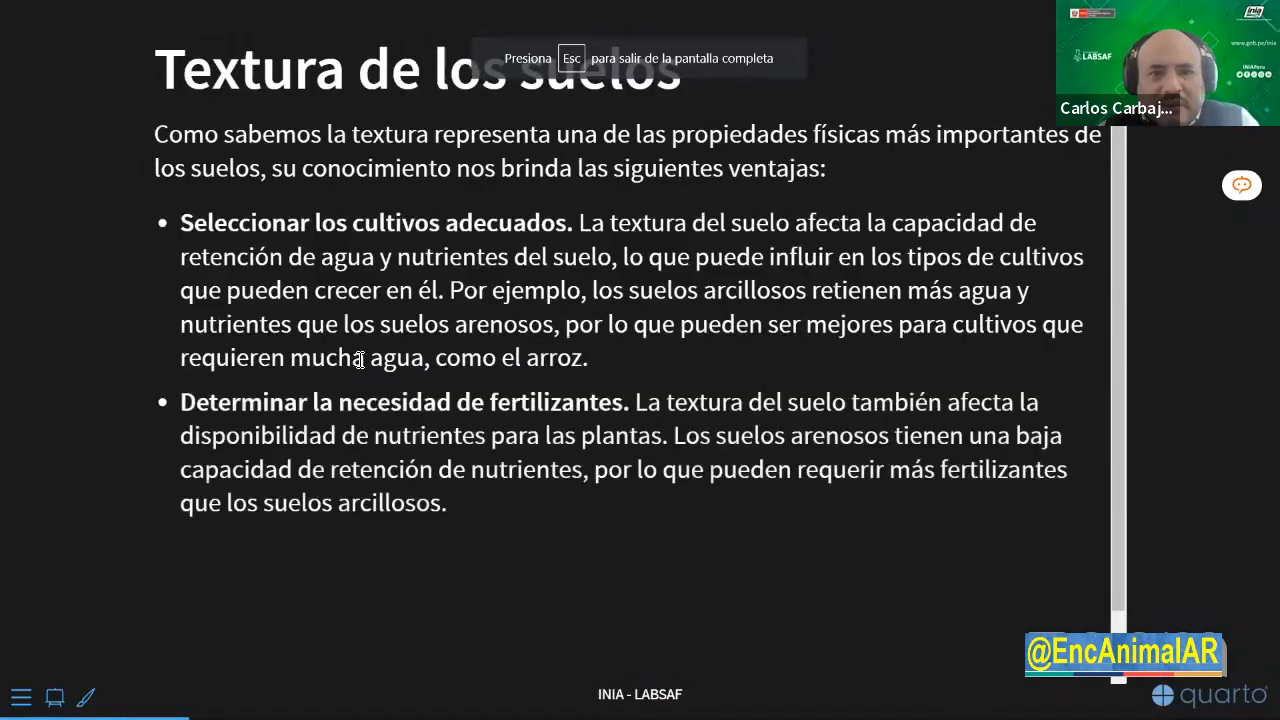 Textura de los suelos
Presiona Esc para salir de la pantalla completa
Como sabemos la textura representa una de las propiedades físicas más importantes de
los suelos, su conocimiento nos brinda las siguientes ventajas:
• Seleccionar los cultivos adecuados. La textura del suelo afecta la capacidad de
retención de agua y nutrientes del suelo, lo que puede influir en los tipos de cultivos
que pueden crecer en él. Por ejemplo, los suelos arcillosos retienen más agua y
nutrientes que los suelos arenosos, por lo que pueden ser mejores para cultivos que
requieren mucha agua, como el arroz.
• Determinar la necesidad de fertilizantes. La textura del suelo también afecta la
disponibilidad de nutrientes para las plantas. Los suelos arenosos tienen una baja
capacidad de retención de nutrientes, por lo que pueden requerir más fertilizantes
que los suelos arcillosos.
inia
www.gob.pe/inia
LABSAF
INIAPeru
Carlos Carbaj...
@EncAnimalAR
INIA - LABSAF
quarto